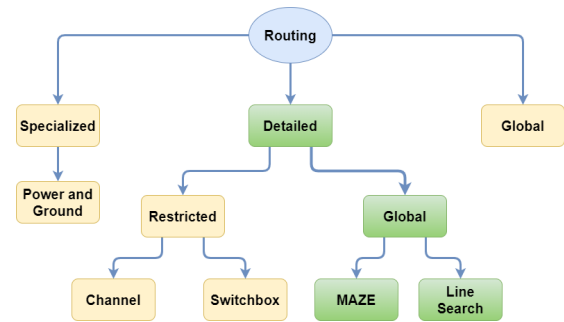 Routing
Specialized
Detailed
Global
Power and
Ground
Restricted
Global
Channel
Switchbox
MAZE
Line
Search